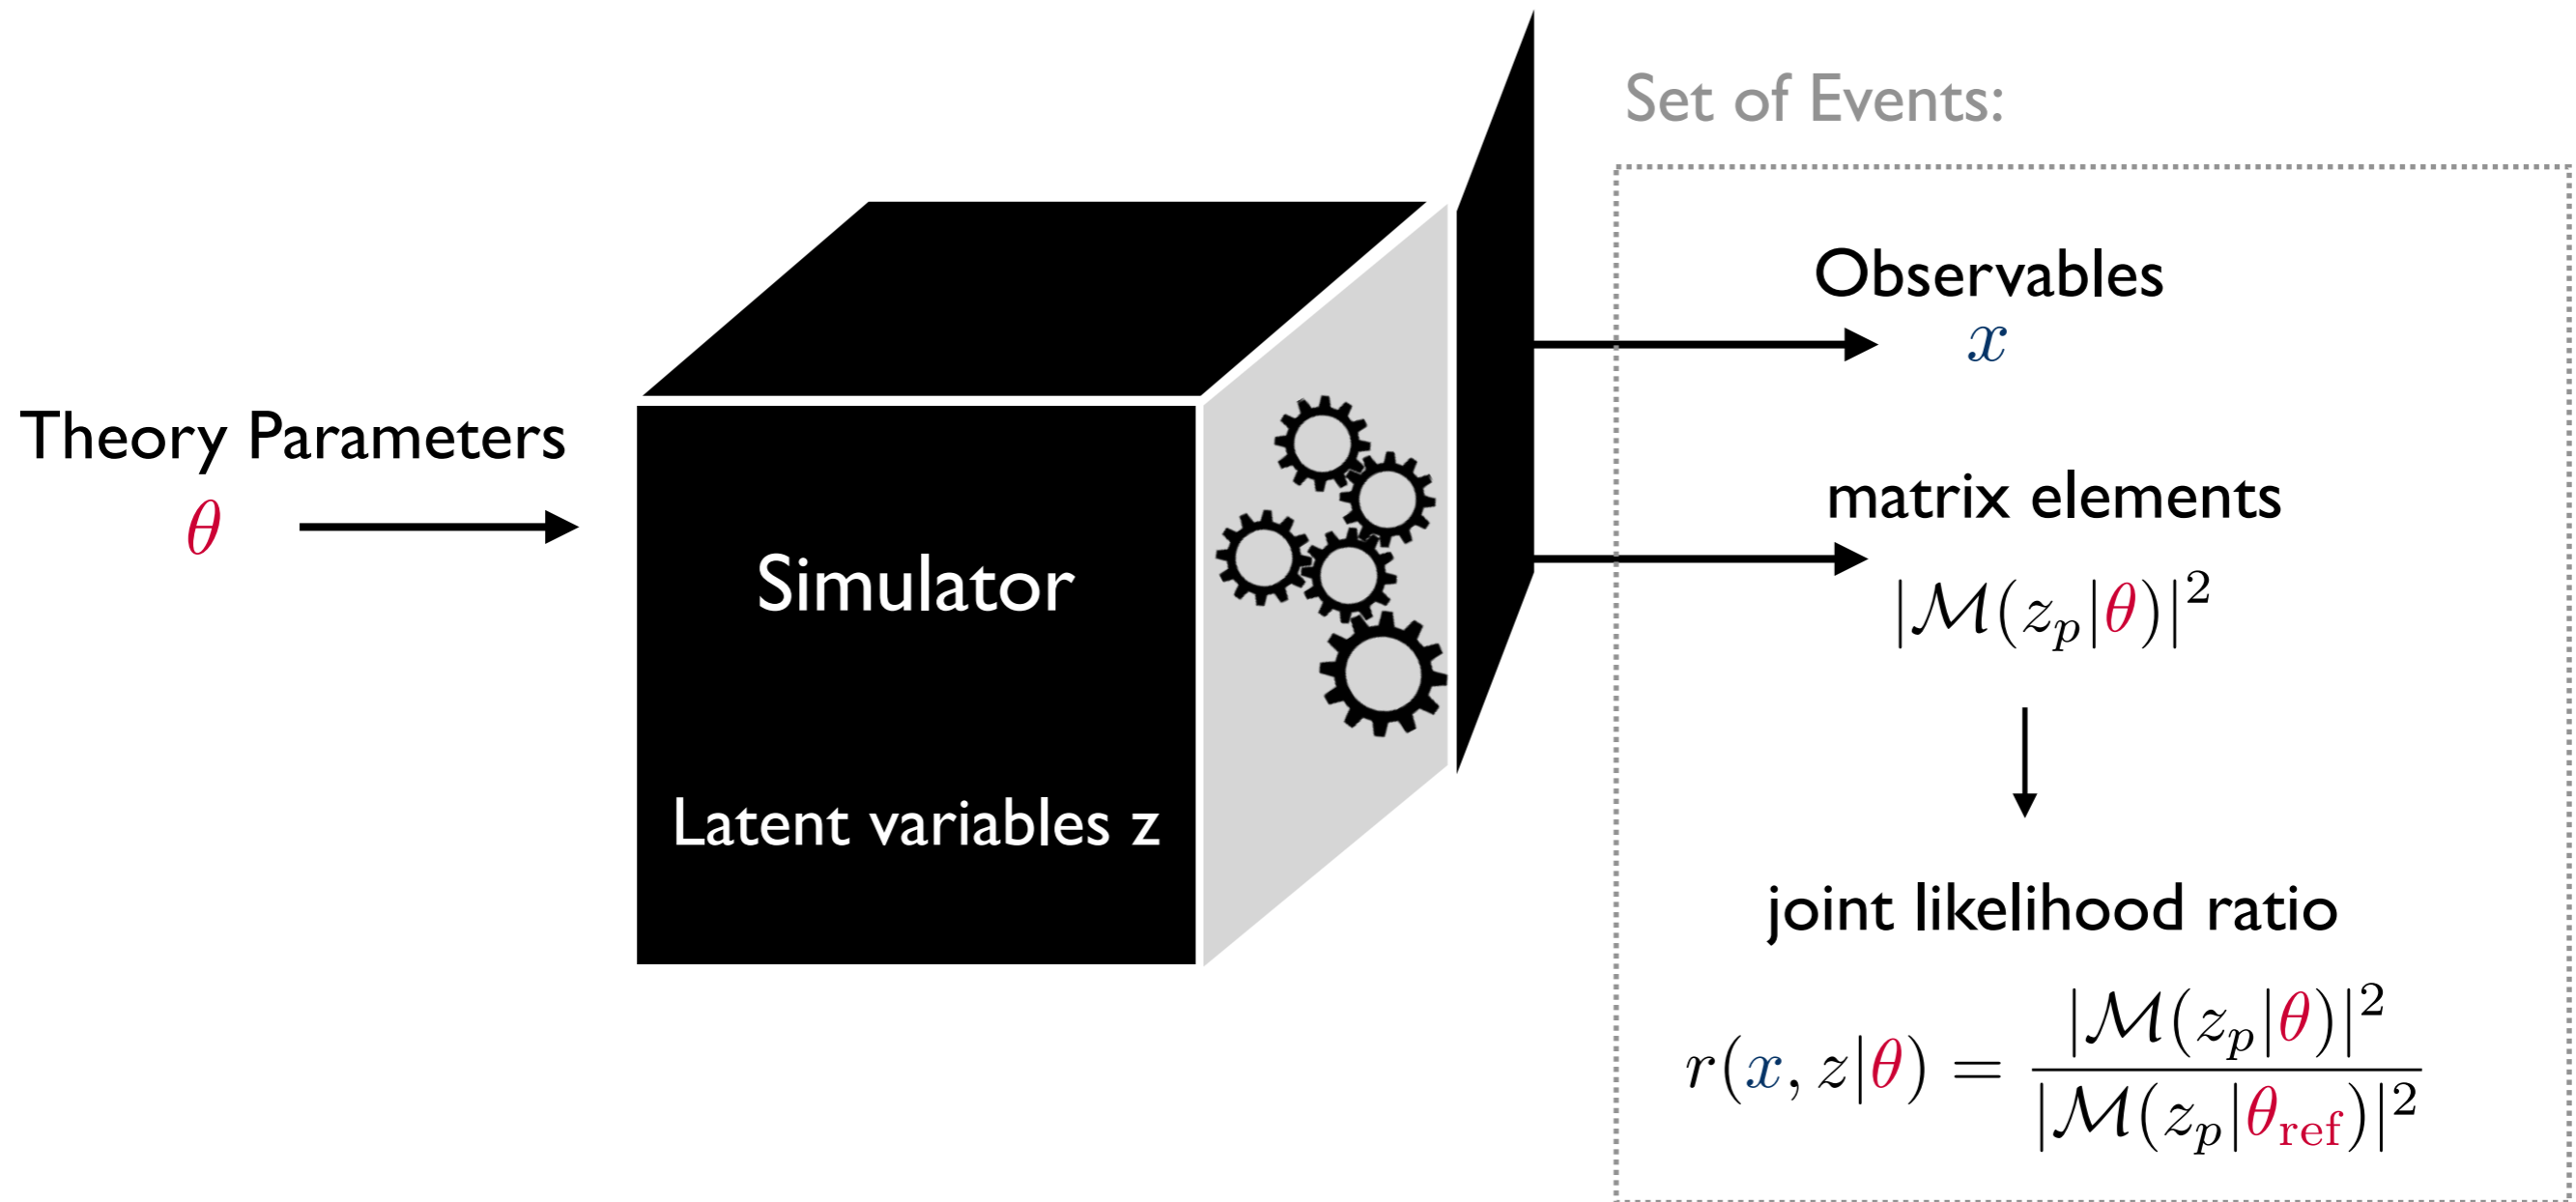 Set of Events:
Observables
x
Theory Parameters
θ
matrix elements
|ℳ(z_p|θ)|²
Simulator
Latent variables z
joint likelihood ratio
r(x, z|θ) = |ℳ(z_p|θ)|² / |ℳ(z_p|θ_ref)|²